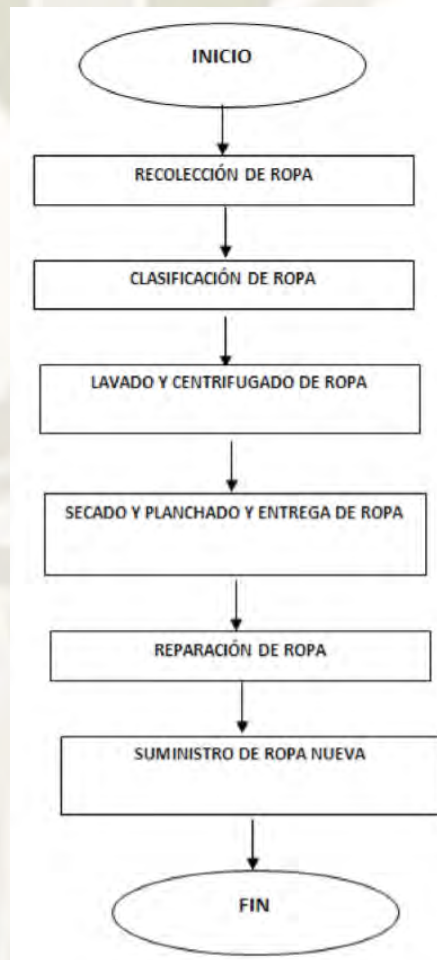 INICIO
RECOLECCIÓN DE ROPA
CLASIFICACIÓN DE ROPA
LAVADO Y CENTRIFUGADO DE ROPA
SECADO Y PLANCHADO Y ENTREGA DE ROPA
REPARACIÓN DE ROPA
SUMINISTRO DE ROPA NUEVA
FIN